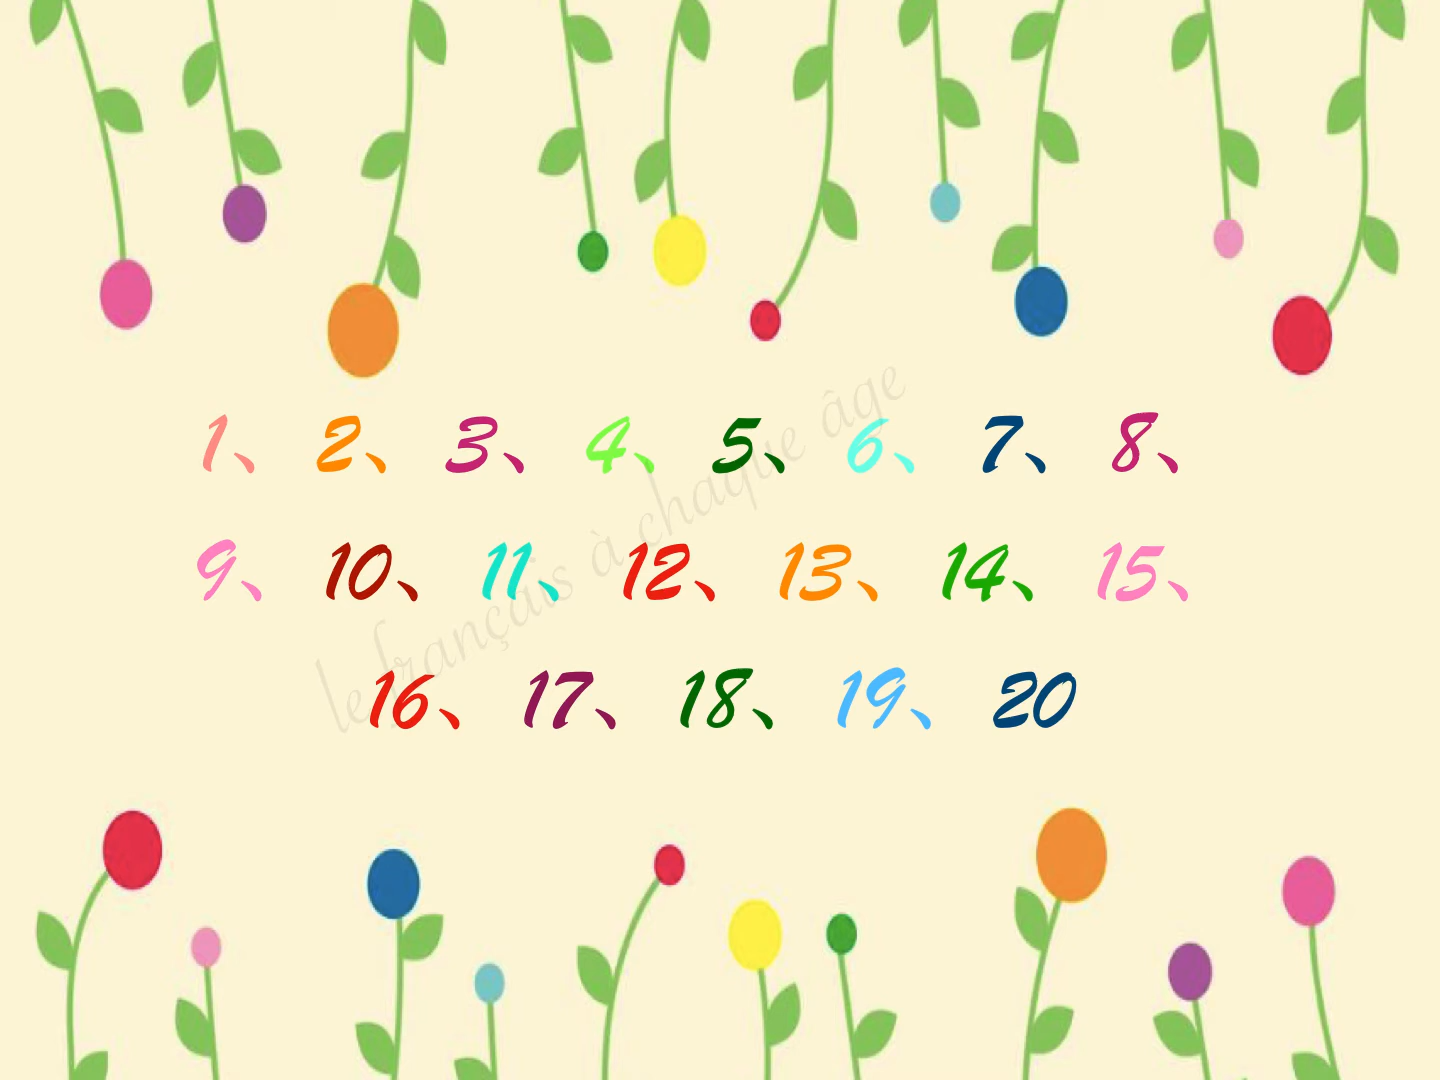 1、 2、 3、 4、 5、 6、 7、 8、
9、 10、 11、 12、 13、 14、 15、
16、 17、 18、 19、 20
le français à chaque âge